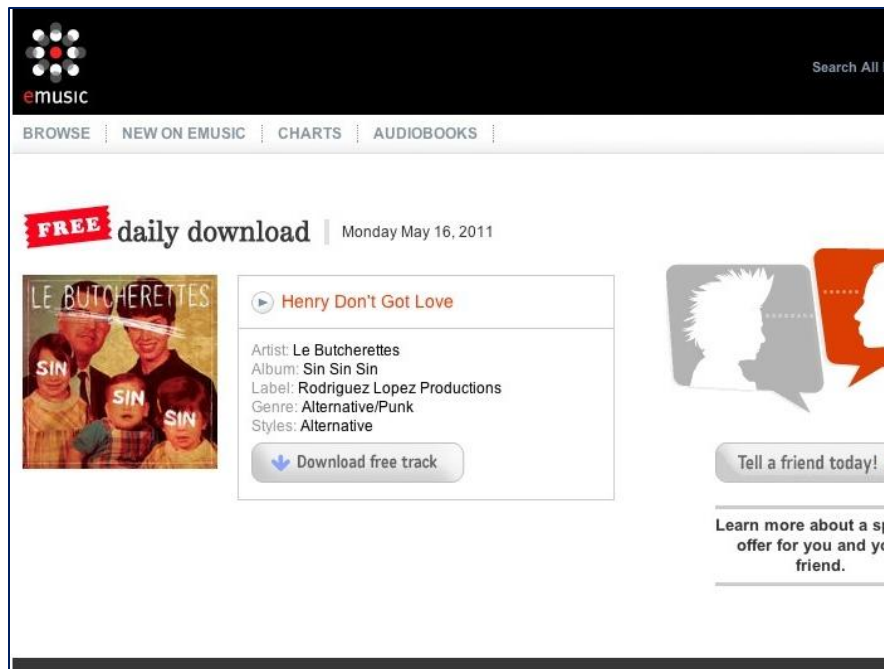 emusic
Search All
BROWSE NEW ON EMUSIC CHARTS AUDIOBOOKS
FREE daily download Monday May 16, 2011
LE BUTCHERETTES
SIN
SIN
SIN
Henry Don't Got Love
Artist: Le Butcherettes
Album: Sin Sin Sin
Label: Rodriguez Lopez Productions
Genre: Alternative/Punk
Styles: Alternative
Download free track
Tell a friend today!
Learn more about a sp
offer for you and yo
friend.